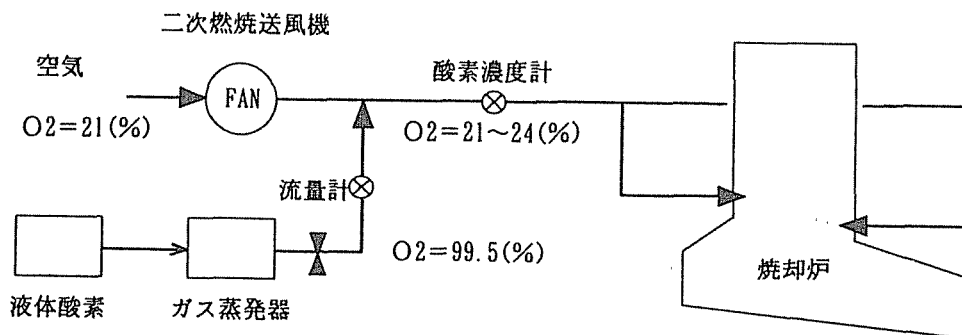 二次燃焼送風機
空気
FAN
酸素濃度計
O2=21(%)
O2=21~24(%)
流量計
O2=99.5(%)
焼却炉
液体酸素
ガス蒸発器